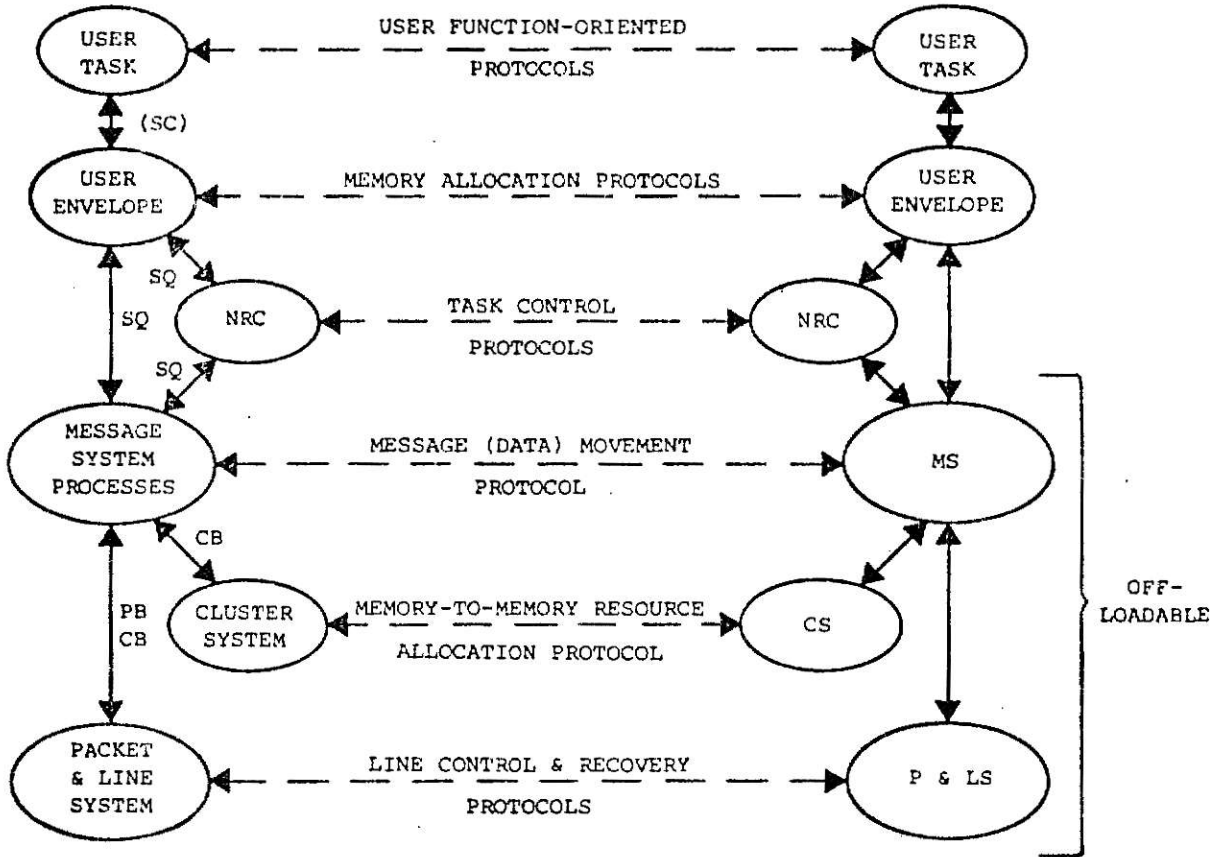 USER
TASK
USER FUNCTION-ORIENTED
PROTOCOLS
USER
TASK
(SC)
USER
ENVELOPE
MEMORY ALLOCATION PROTOCOLS
USER
ENVELOPE
SQ
SQ
NRC
TASK CONTROL
PROTOCOLS
NRC
SQ
MESSAGE
SYSTEM
PROCESSES
MESSAGE (DATA) MOVEMENT
PROTOCOL
MS
CB
PB
CB
CLUSTER
SYSTEM
MEMORY-TO-MEMORY RESOURCE
ALLOCATION PROTOCOL
CS
OFF-
LOADABLE
PACKET
& LINE
SYSTEM
LINE CONTROL & RECOVERY
PROTOCOLS
P & LS